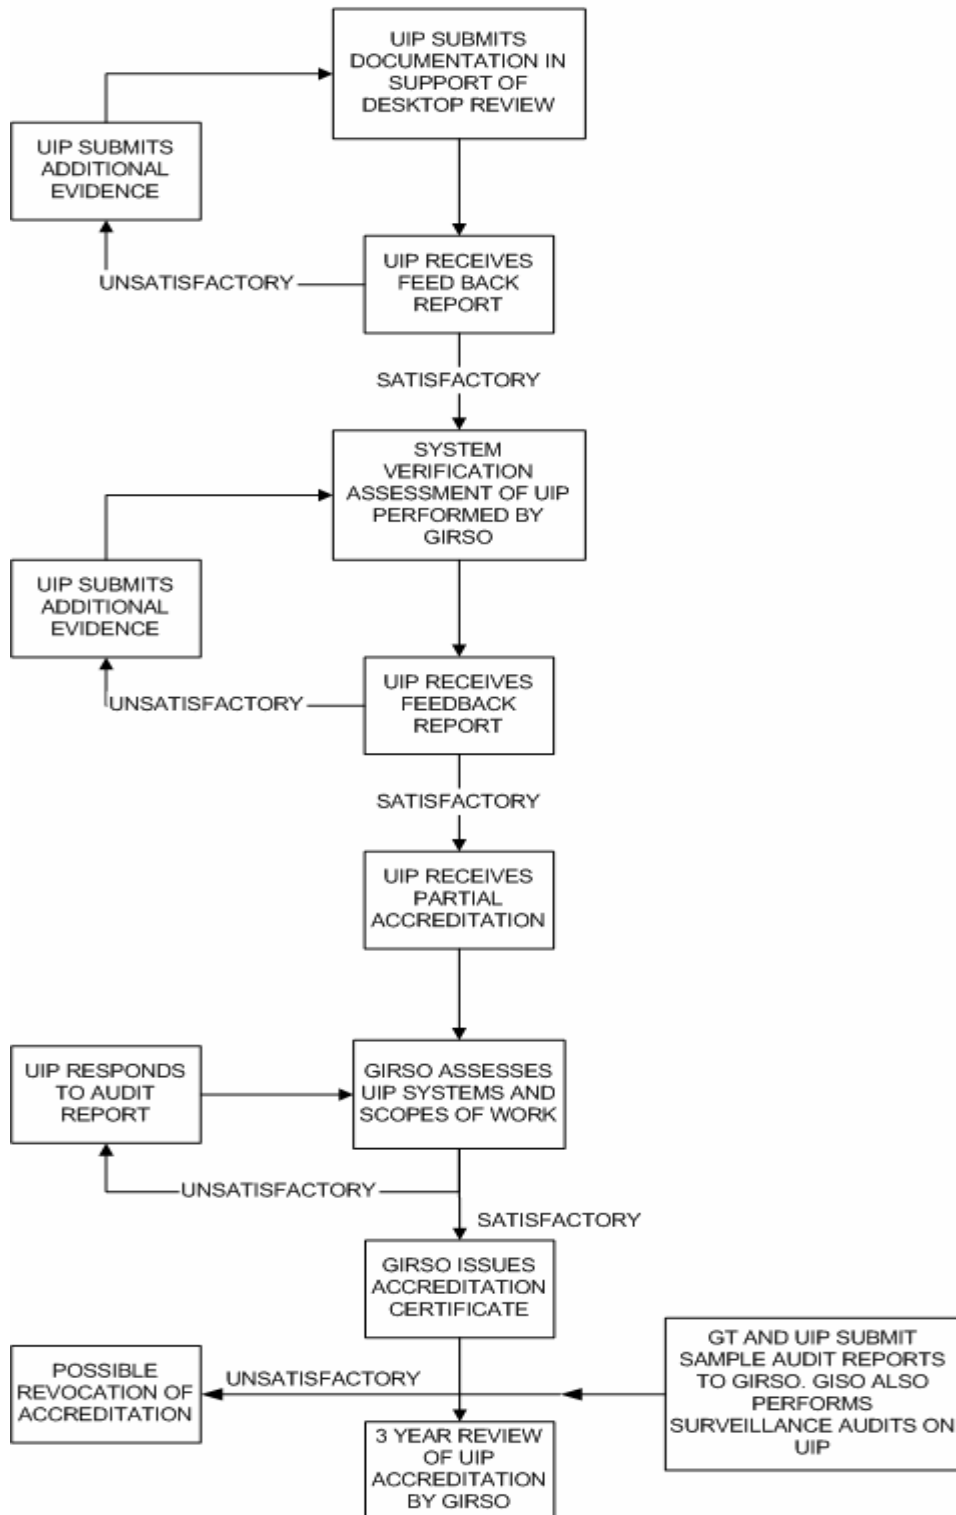 UIP SUBMITS
DOCUMENTATION IN
SUPPORT OF
DESKTOP REVIEW
UIP SUBMITS
ADDITIONAL
EVIDENCE
UNSATISFACTORY
UIP RECEIVES
FEED BACK
REPORT
SATISFACTORY
SYSTEM
VERIFICATION
ASSESSMENT OF UIP
PERFORMED BY
GIRSO
UIP SUBMITS
ADDITIONAL
EVIDENCE
UNSATISFACTORY
UIP RECEIVES
FEEDBACK
REPORT
SATISFACTORY
UIP RECEIVES
PARTIAL
ACCREDITATION
UIP RESPONDS
TO AUDIT
REPORT
GIRSO ASSESSES
UIP SYSTEMS AND
SCOPES OF WORK
UNSATISFACTORY
SATISFACTORY
GIRSO ISSUES
ACCREDITATION
CERTIFICATE
GT AND UIP SUBMIT
SAMPLE AUDIT REPORTS
TO GIRSO. GISO ALSO
PERFORMS
SURVEILLANCE AUDITS ON
UIP
UNSATISFACTORY
POSSIBLE
REVOCATION OF
ACCREDITATION
3 YEAR REVIEW
OF UIP
ACCREDITATION
BY GIRSO